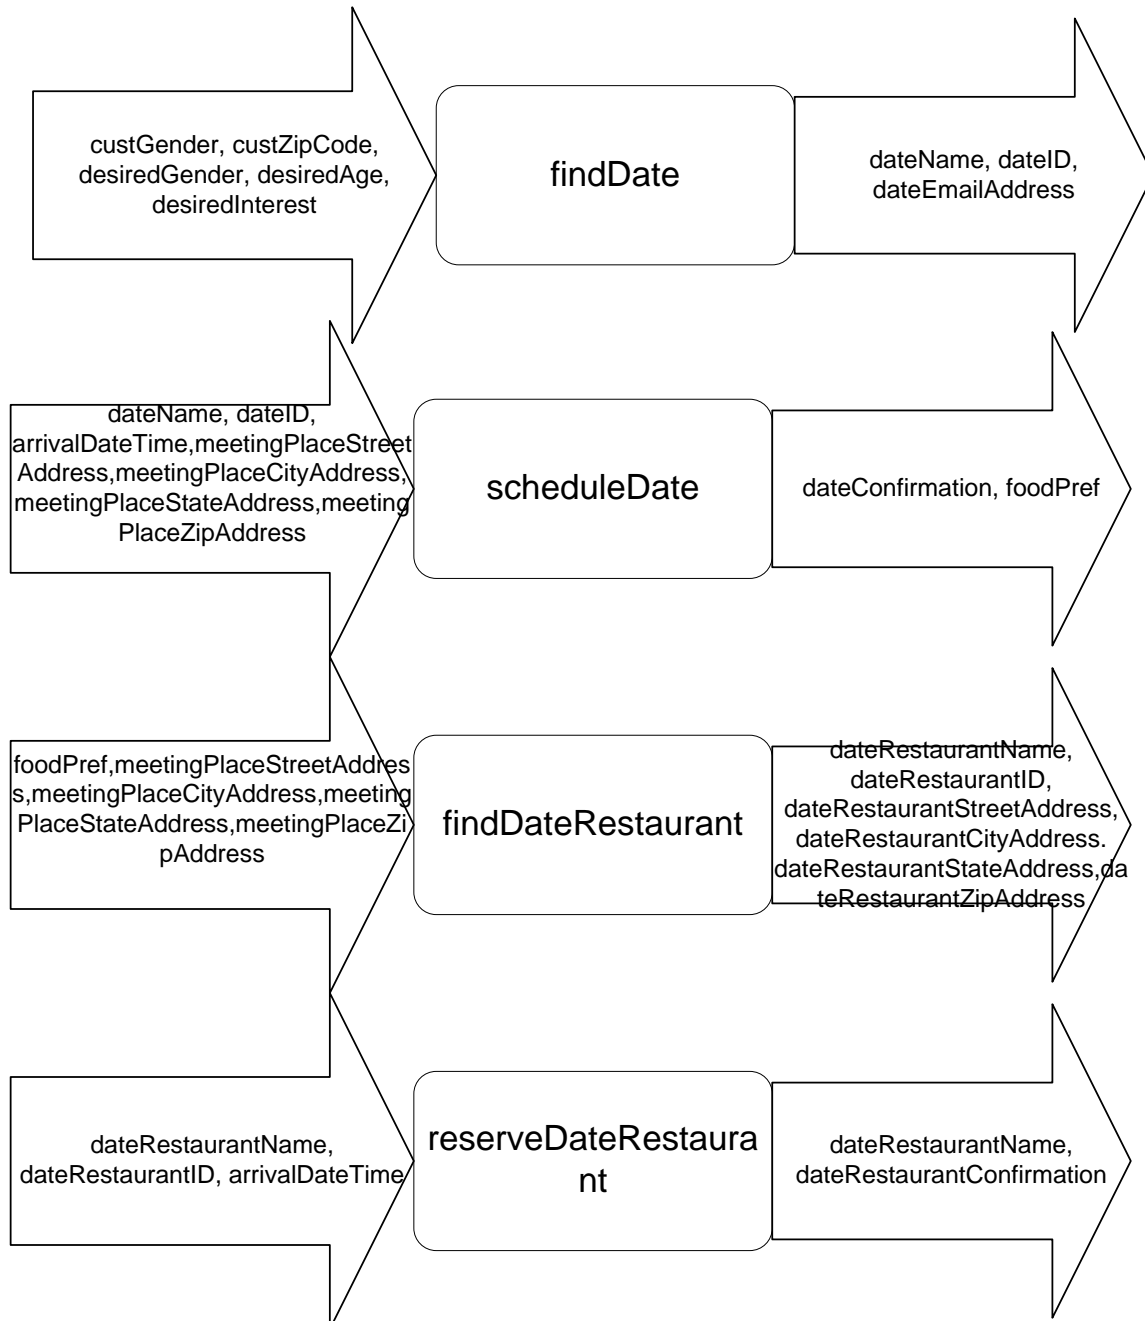 custGender, custZipCode,
desiredGender, desiredAge,
desiredInterest
findDate
dateName, dateID,
dateEmailAddress
dateName, dateID,
arrivalDateTime,meetingPlaceStreet
Address,meetingPlaceCityAddress,
meetingPlaceStateAddress,meeting
PlaceZipAddress
scheduleDate
dateConfirmation, foodPref
foodPref,meetingPlaceStreetAddres
s,meetingPlaceCityAddress,meeting
PlaceStateAddress,meetingPlaceZi
pAddress
findDateRestaurant
dateRestaurantName,
dateRestaurantID,
dateRestaurantStreetAddress,
dateRestaurantCityAddress.
dateRestaurantStateAddress,da
teRestaurantZipAddress
dateRestaurantName,
dateRestaurantID, arrivalDateTime
reserveDateRestaura
nt
dateRestaurantName,
dateRestaurantConfirmation